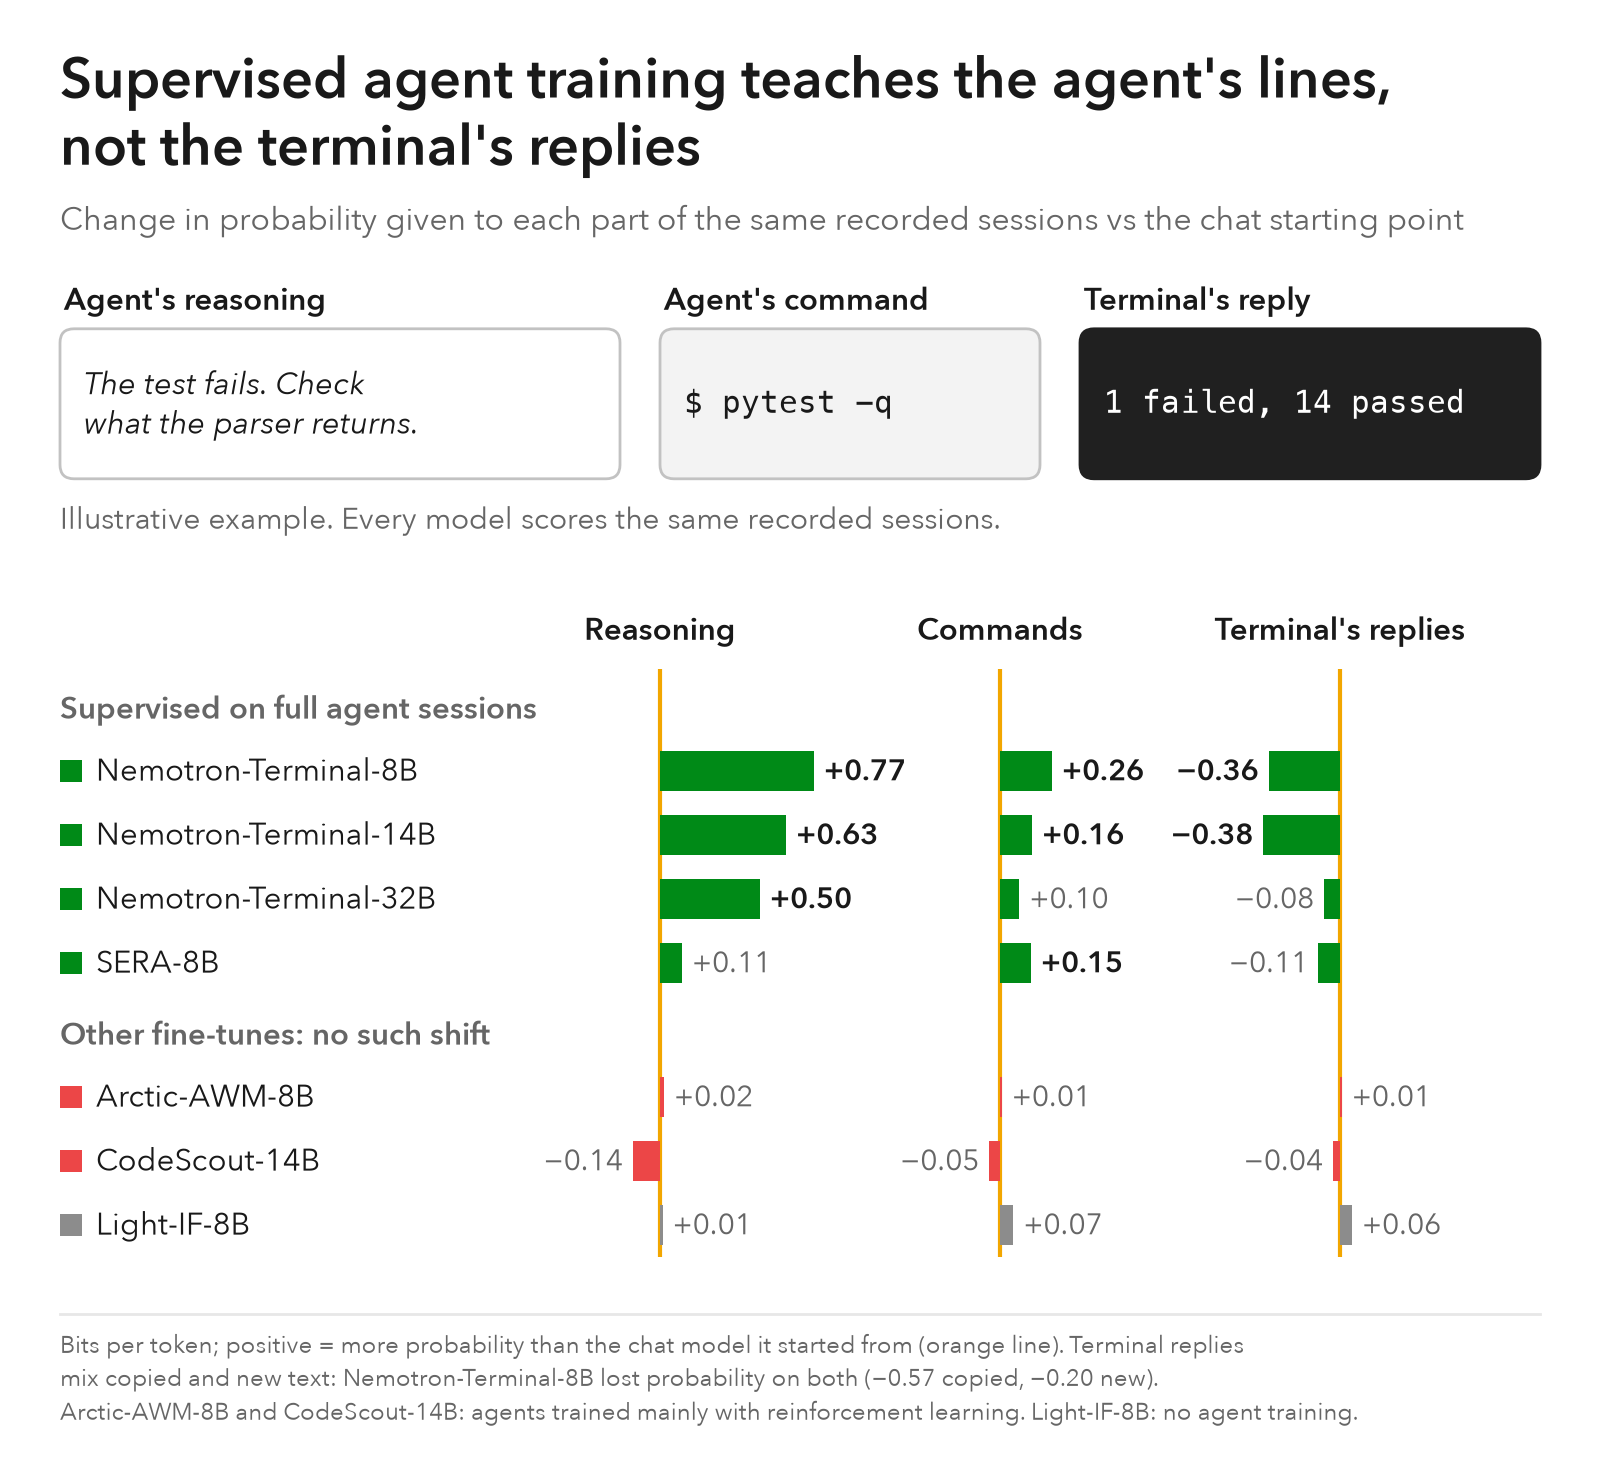 Supervised agent training teaches the agent's lines,
not the terminal's replies
Change in probability given to each part of the same recorded sessions vs the chat starting point
Agent's reasoning
The test fails. Check
what the parser returns.
Agent's command
$ pytest −q
Terminal's reply
1 failed, 14 passed
Illustrative example. Every model scores the same recorded sessions.
Reasoning Commands Terminal's replies
Supervised on full agent sessions
Nemotron-Terminal-8B +0.77 +0.26 −0.36
Nemotron-Terminal-14B +0.63 +0.16 −0.38
Nemotron-Terminal-32B +0.50 +0.10 −0.08
SERA-8B +0.11 +0.15 −0.11
Other fine-tunes: no such shift
Arctic-AWM-8B +0.02 +0.01 +0.01
CodeScout-14B −0.14 −0.05 −0.04
Light-IF-8B +0.01 +0.07 +0.06
Bits per token; positive = more probability than the chat model it started from (orange line). Terminal replies
mix copied and new text: Nemotron-Terminal-8B lost probability on both (−0.57 copied, −0.20 new).
Arctic-AWM-8B and CodeScout-14B: agents trained mainly with reinforcement learning. Light-IF-8B: no agent training.